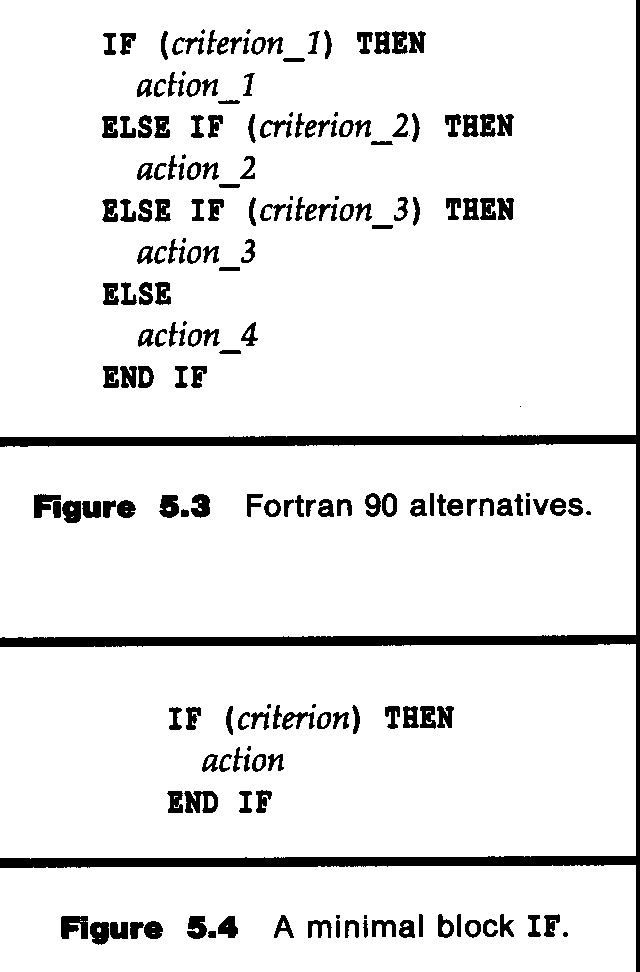 IF (criterion_1) THEN
action_1
ELSE IF (criterion_2) THEN
action_2
ELSE IF (criterion_3) THEN
action_3
ELSE
action_4
END IF
Figure 5.3 Fortran 90 alternatives.
IF (criterion) THEN
action
END IF
Figure 5.4 A minimal block IF.